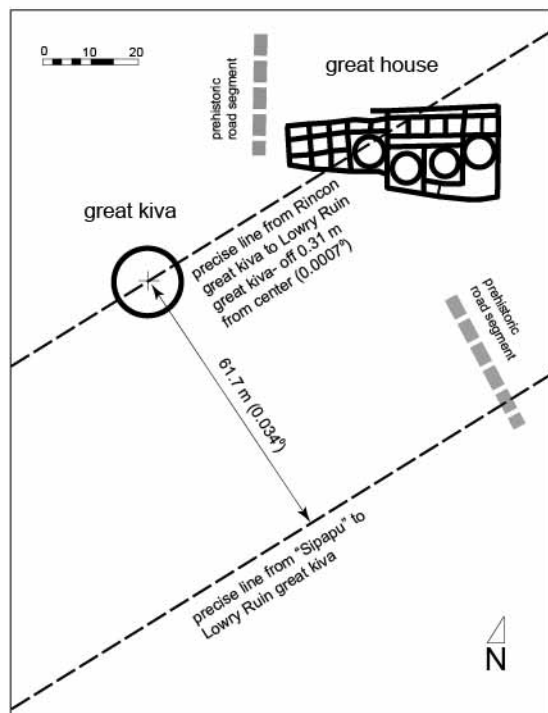 0 10 20
prehistoric
road segment
great house
great kiva
precise line from Rincon
great kiva to Lowry Ruin
great kiva- off 0.31 m
from center (0.0007º)
prehistoric
road segment
61.7 m (0.034º)
precise line from “Sipapu” to
Lowry Ruin great kiva
N